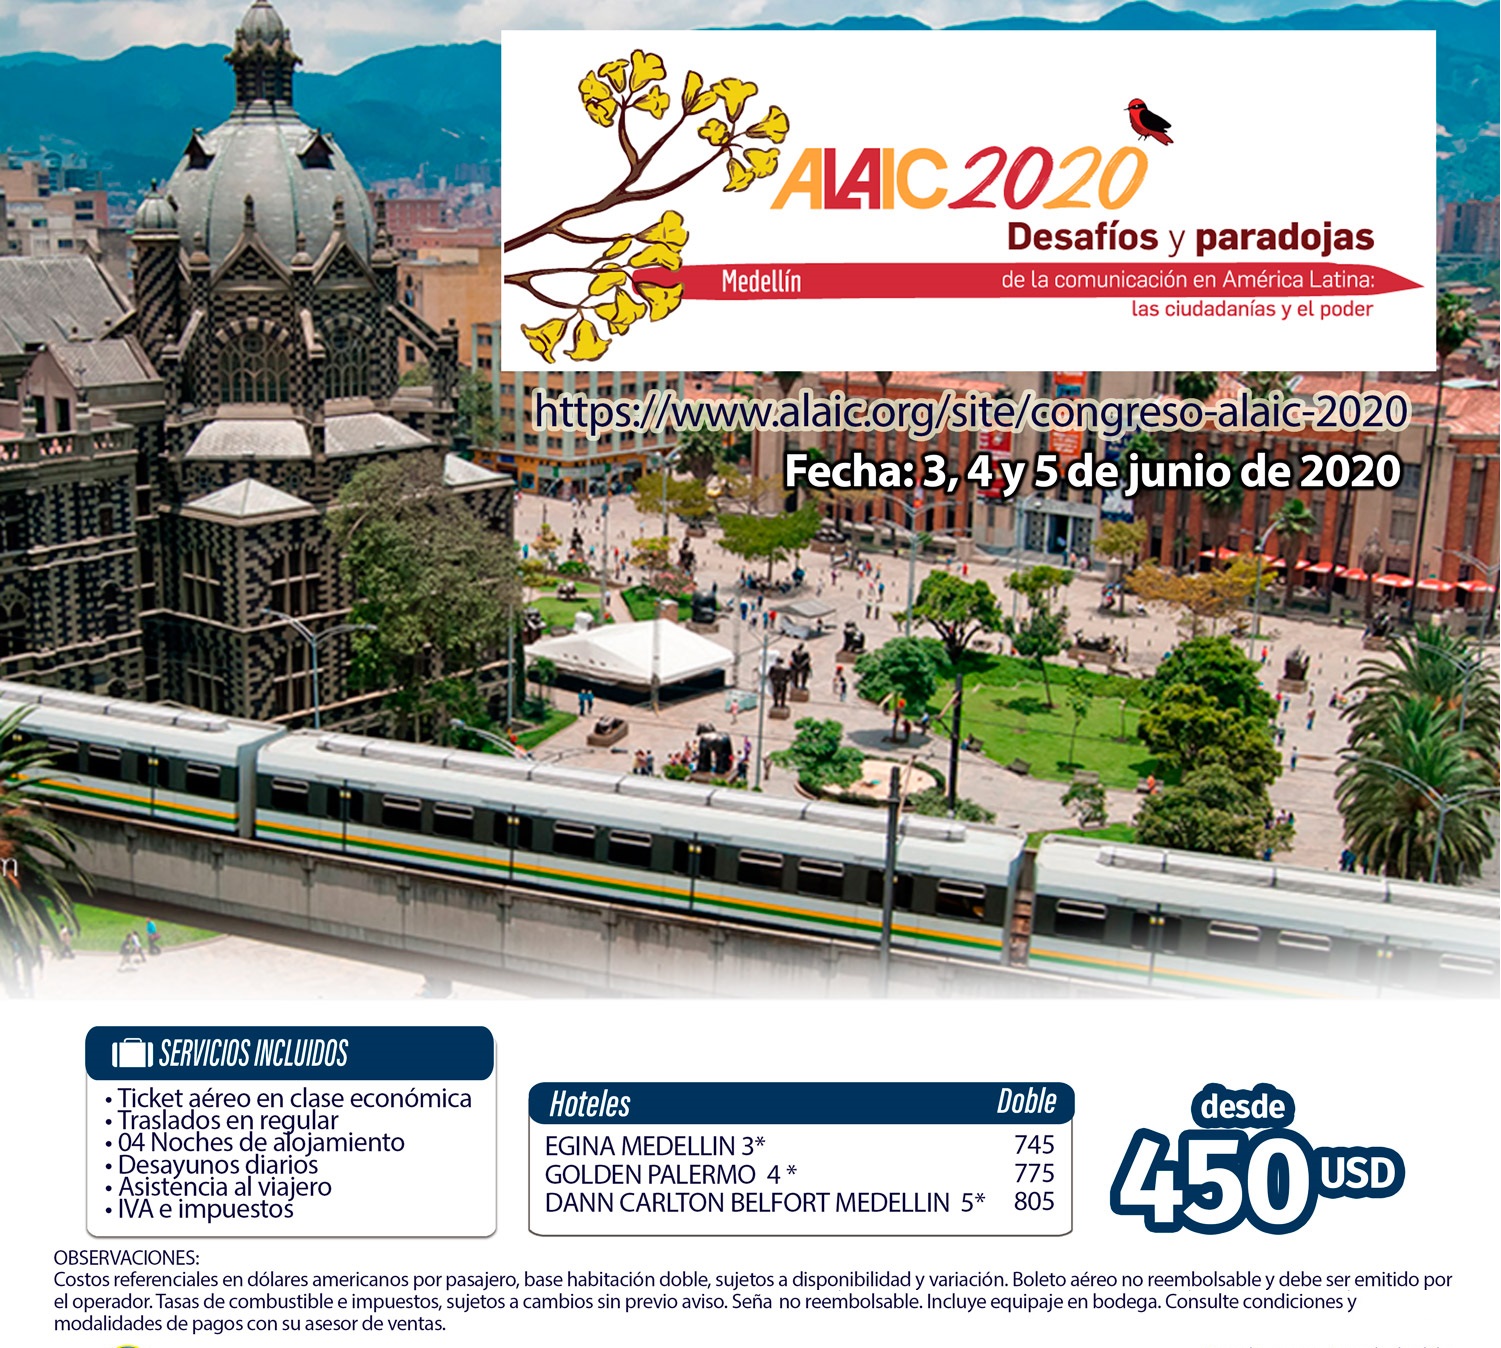 ALAIC 2020
Desafíos y paradojas
Medellín
de la comunicación en América Latina:
las ciudadanías y el poder
https://www.alaic.org/site/congreso-alaic-2020
Fecha: 3, 4 y 5 de junio de 2020
m
SERVICIOS INCLUIDOS
• Ticket aéreo en clase económica
• Traslados en regular
• 04 Noches de alojamiento
• Desayunos diarios
• Asistencia al viajero
• IVA e impuestos
Hoteles Doble
EGINA MEDELLIN 3* 745
GOLDEN PALERMO 4 * 775
DANN CARLTON BELFORT MEDELLIN 5* 805
desde
450 USD
OBSERVACIONES:
Costos referenciales en dólares americanos por pasajero, base habitación doble, sujetos a disponibilidad y variación. Boleto aéreo no reembolsable y debe ser emitido por
el operador. Tasas de combustible e impuestos, sujetos a cambios sin previo aviso. Seña no reembolsable. Incluye equipaje en bodega. Consulte condiciones y
modalidades de pagos con su asesor de ventas.